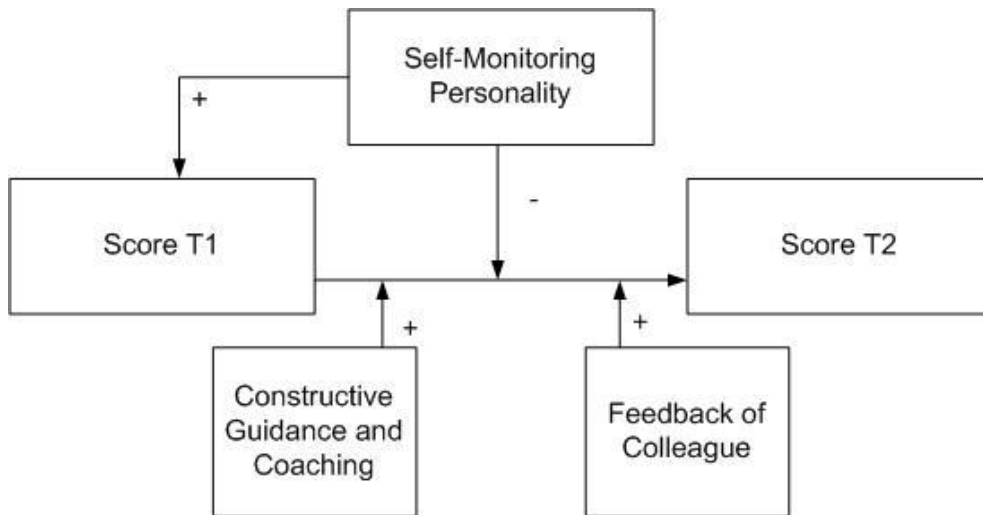 Self-Monitoring
Personality
+
-
Score T1
Score T2
+
+
Constructive
Guidance and
Coaching
Feedback of
Colleague